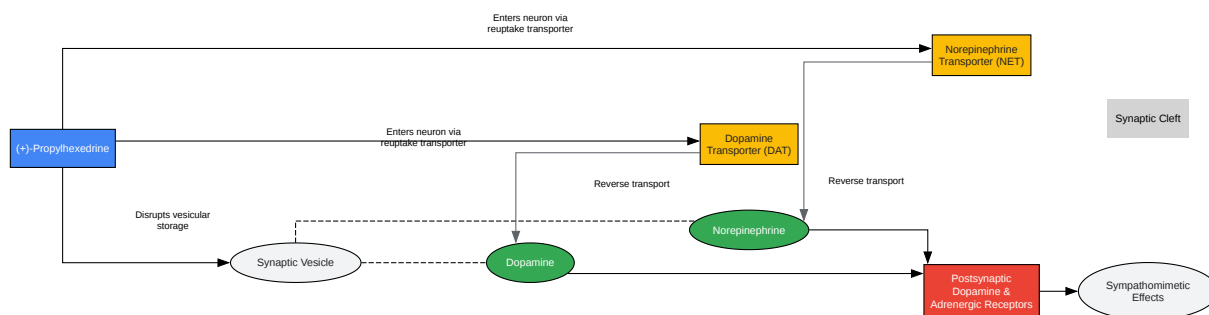 Enters neuron via
reuptake transporter
Norepinephrine
Transporter (NET)
Synaptic Cleft
(+)-Propylhexedrine
Enters neuron via
reuptake transporter
Dopamine
Transporter (DAT)
Reverse transport
Reverse transport
Disrupts vesicular
storage
Norepinephrine
Synaptic Vesicle
Dopamine
Postsynaptic
Dopamine &
Adrenergic Receptors
Sympathomimetic
Effects